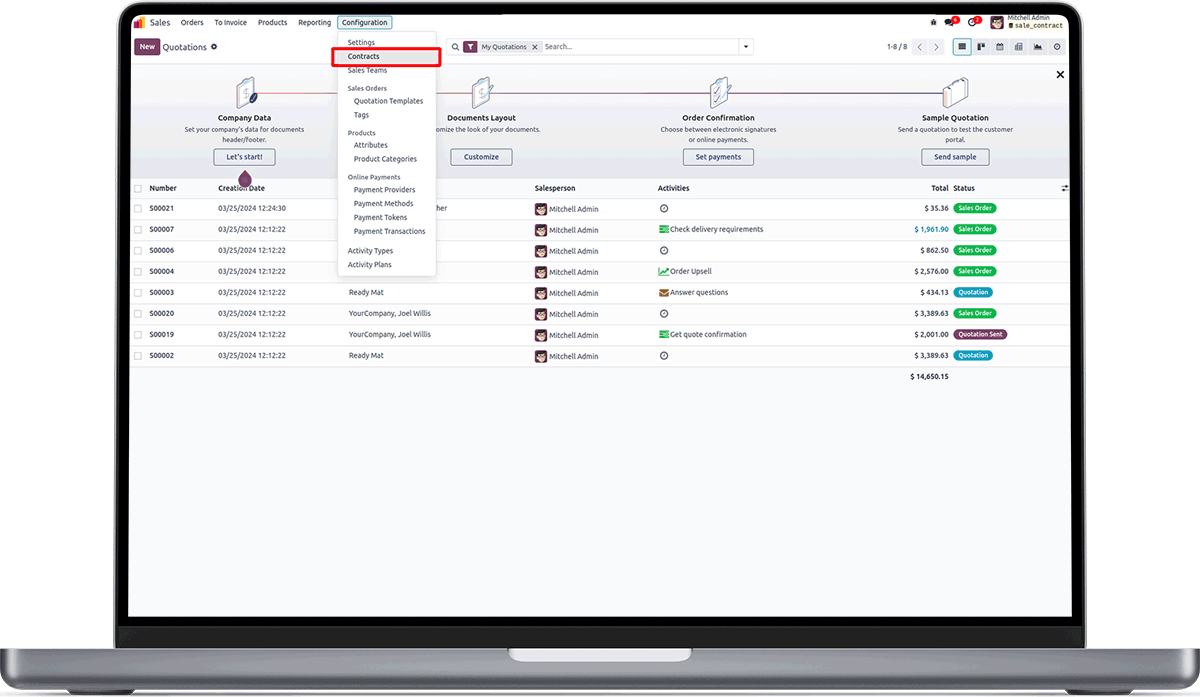 Sales Orders To Invoice Products Reporting Configuration 6 2 Mitchell Admin
sale_contract
New Quotations My Quotations Search... 1-8 / 8
Settings
Contracts
Sales Teams
Sales Orders
Quotation Templates
Tags
Products
Attributes
Product Categories
Online Payments
Payment Providers
Payment Methods
Payment Tokens
Payment Transactions
Activity Types
Activity Plans
Company Data
Set your company's data for documents
header/footer.
Let's start!
Documents Layout
omize the look of your documents.
Customize
Order Confirmation
Choose between electronic signatures
or online payments.
Set payments
Sample Quotation
Send a quotation to test the customer
portal.
Send sample
Number Creation Date Salesperson Activities Total Status
S00021 03/25/2024 12:24:30 her Mitchell Admin $ 35.36 Sales Order
S00007 03/25/2024 12:12:22 Mitchell Admin Check delivery requirements $ 1,961.90 Sales Order
S00006 03/25/2024 12:12:22 Mitchell Admin $ 862.50 Sales Order
S00004 03/25/2024 12:12:22 Mitchell Admin Order Upsell $ 2,576.00 Sales Order
S00003 03/25/2024 12:12:22 Ready Mat Mitchell Admin Answer questions $ 434.13 Quotation
S00020 03/25/2024 12:12:22 YourCompany, Joel Willis Mitchell Admin $ 3,389.63 Sales Order
S00019 03/25/2024 12:12:22 YourCompany, Joel Willis Mitchell Admin Get quote confirmation $ 2,001.00 Quotation Sent
S00002 03/25/2024 12:12:22 Ready Mat Mitchell Admin $ 3,389.63 Quotation
$ 14,650.15